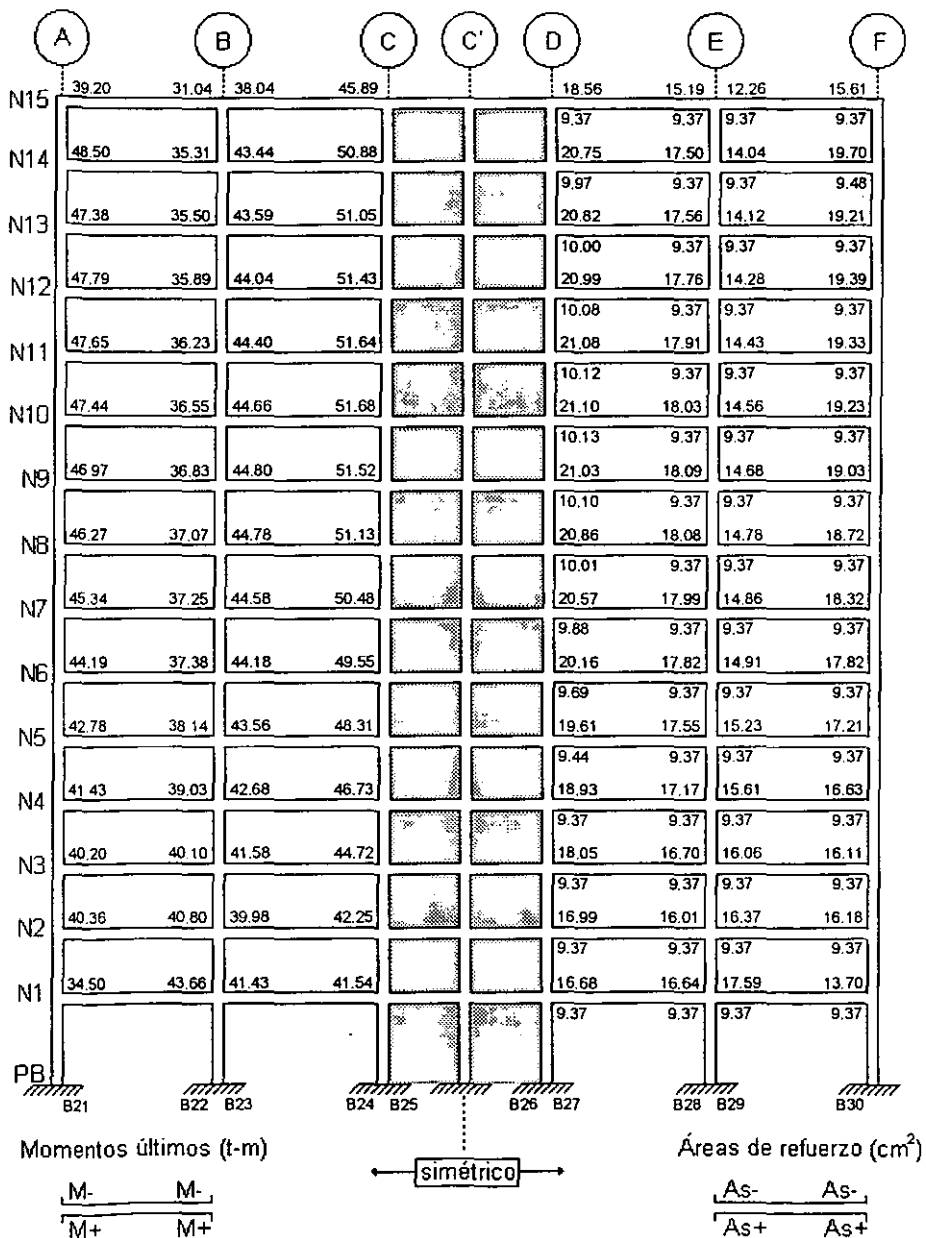 A B C C' D E F
N15 39.20 31.04 38.04 45.89 18.56 15.19 12.26 15.61
9.37 9.37 9.37 9.37
N14 48.50 35.31 43.44 50.88 20.75 17.50 14.04 19.70
9.97 9.37 9.37 9.48
N13 47.38 35.50 43.59 51.05 20.82 17.56 14.12 19.21
10.00 9.37 9.37 9.37
N12 47.79 35.89 44.04 51.43 20.99 17.76 14.28 19.39
10.08 9.37 9.37 9.37
N11 47.65 36.23 44.40 51.64 21.08 17.91 14.43 19.33
10.12 9.37 9.37 9.37
N10 47.44 36.55 44.66 51.68 21.10 18.03 14.56 19.23
10.13 9.37 9.37 9.37
N9 46.97 36.83 44.80 51.52 21.03 18.09 14.68 19.03
10.10 9.37 9.37 9.37
N8 46.27 37.07 44.78 51.13 20.86 18.08 14.78 18.72
10.01 9.37 9.37 9.37
N7 45.34 37.25 44.58 50.48 20.57 17.99 14.86 18.32
9.88 9.37 9.37 9.37
N6 44.19 37.38 44.18 49.55 20.16 17.82 14.91 17.82
9.69 9.37 9.37 9.37
N5 42.78 38.14 43.56 48.31 19.61 17.55 15.23 17.21
9.44 9.37 9.37 9.37
N4 41.43 39.03 42.68 46.73 18.93 17.17 15.61 16.63
9.37 9.37 9.37 9.37
N3 40.20 40.10 41.58 44.72 18.05 16.70 16.06 16.11
9.37 9.37 9.37 9.37
N2 40.36 40.80 39.98 42.25 16.99 16.01 16.37 16.18
9.37 9.37 9.37 9.37
N1 34.50 43.66 41.43 41.54 16.68 16.64 17.59 13.70
9.37 9.37 9.37 9.37
PB
B21 B22 B23 B24 B25 B26 B27 B28 B29 B30
Momentos últimos (t-m)
M- M-
M+ M+
simétrico
Áreas de refuerzo (cm²)
As- As-
As+ As+